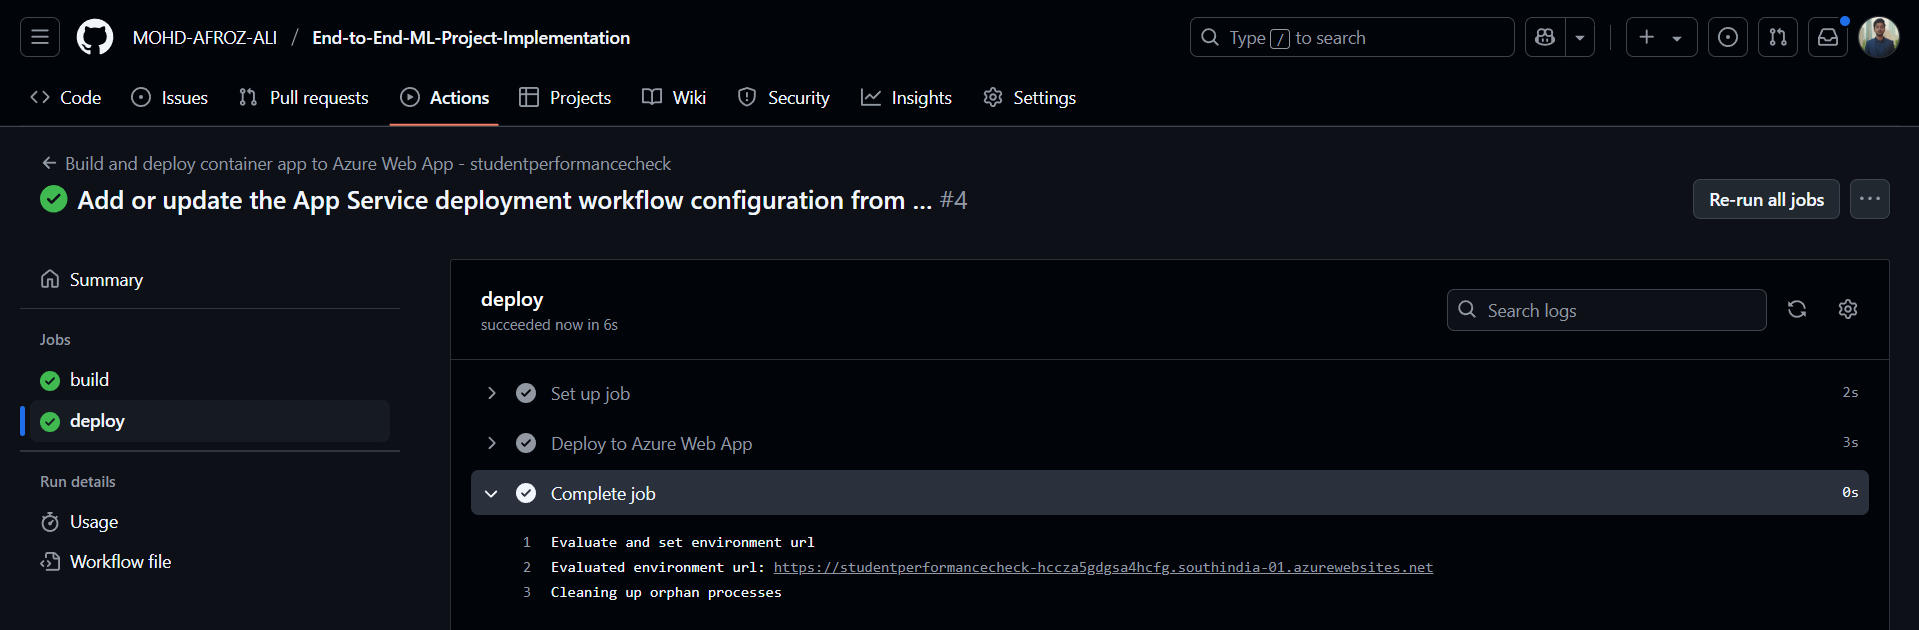 MOHD-AFROZ-ALI / End-to-End-ML-Project-Implementation
Type / to search
Code Issues Pull requests Actions Projects Wiki Security Insights Settings
Build and deploy container app to Azure Web App - studentperformancecheck
Add or update the App Service deployment workflow configuration from ... #4
Re-run all jobs
Summary
Jobs
build
deploy
Run details
Usage
Workflow file
deploy
succeeded now in 6s
Search logs
Set up job 2s
Deploy to Azure Web App 3s
Complete job 0s
1 Evaluate and set environment url
2 Evaluated environment url: https://studentperformancecheck-hccza5gdgsa4hcfg.southindia-01.azurewebsites.net
3 Cleaning up orphan processes